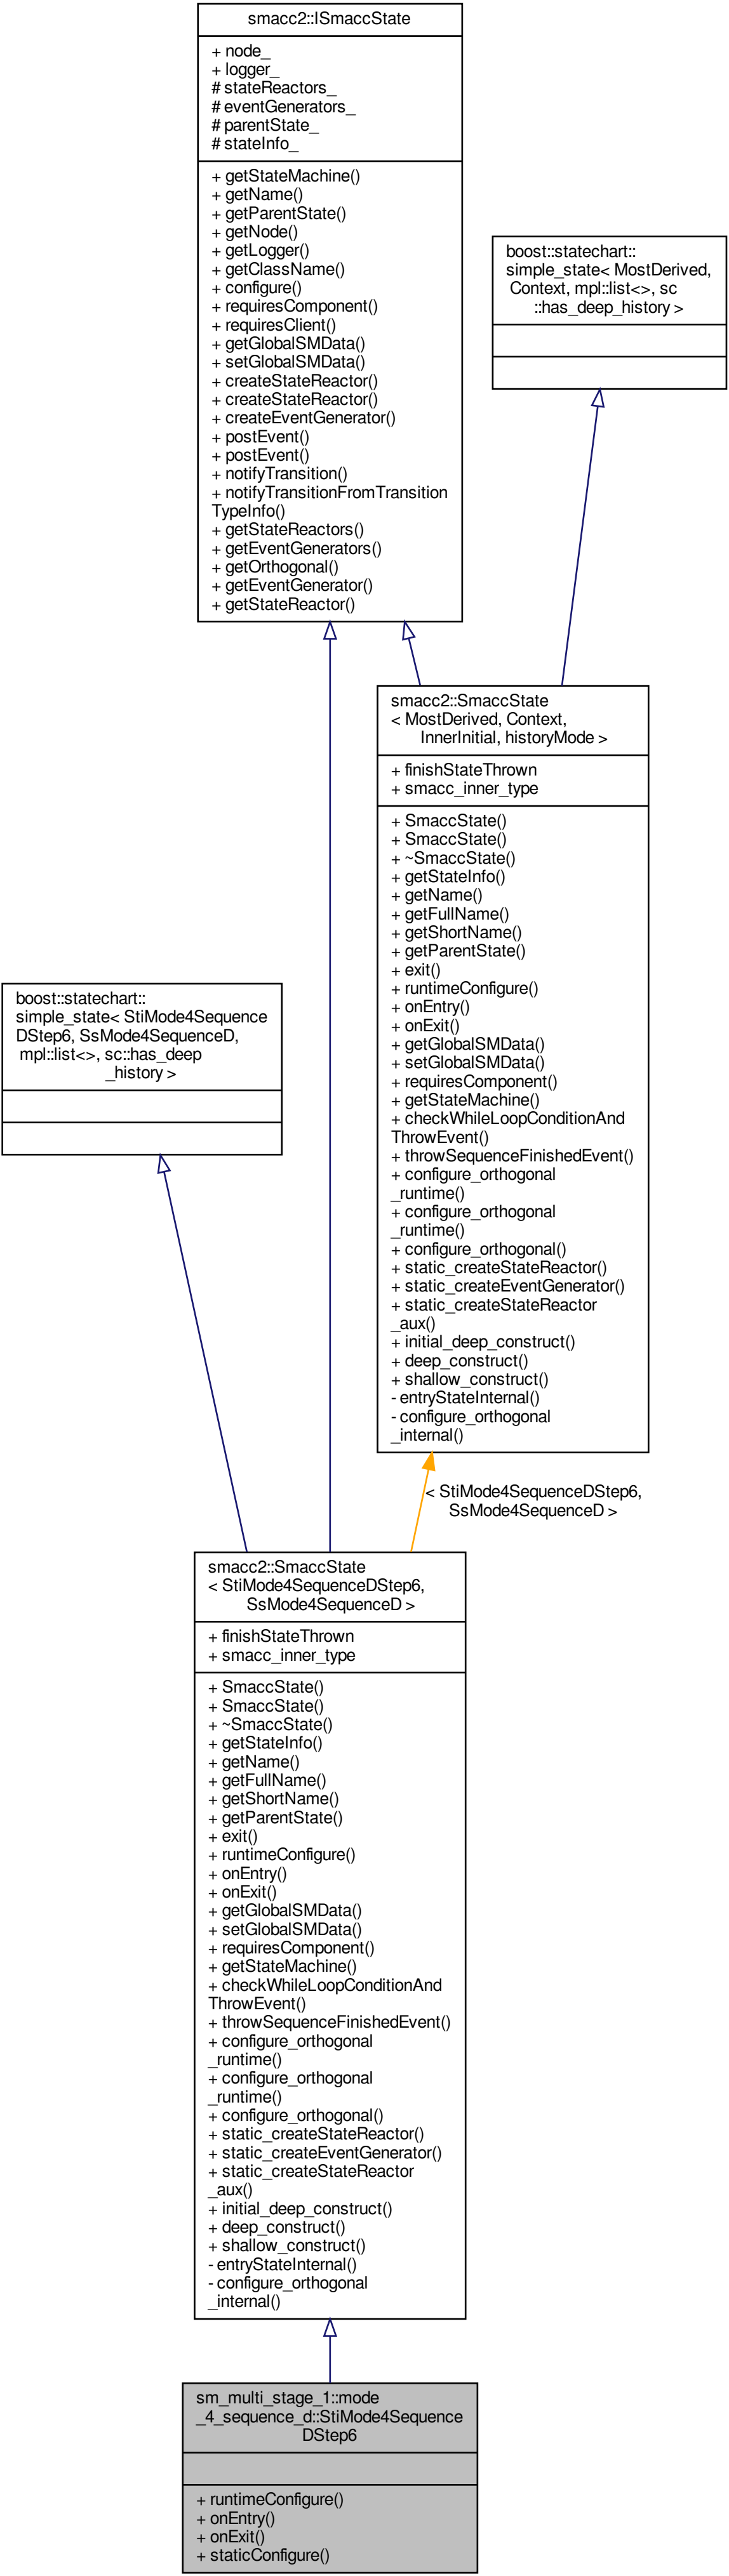 smacc2::ISmaccState
+ node_
+ logger_
# stateReactors_
# eventGenerators_
# parentState_
# stateInfo_
+ getStateMachine()
+ getName()
+ getParentState()
+ getNode()
+ getLogger()
+ getClassName()
+ configure()
+ requiresComponent()
+ requiresClient()
+ getGlobalSMData()
+ setGlobalSMData()
+ createStateReactor()
+ createStateReactor()
+ createEventGenerator()
+ postEvent()
+ postEvent()
+ notifyTransition()
+ notifyTransitionFromTransition
TypeInfo()
+ getStateReactors()
+ getEventGenerators()
+ getOrthogonal()
+ getEventGenerator()
+ getStateReactor()
boost::statechart::
simple_state< MostDerived,
Context, mpl::list<>, sc
::has_deep_history >
smacc2::SmaccState
< MostDerived, Context,
InnerInitial, historyMode >
+ finishStateThrown
+ smacc_inner_type
+ SmaccState()
+ SmaccState()
+ ~SmaccState()
+ getStateInfo()
+ getName()
+ getFullName()
+ getShortName()
+ getParentState()
+ exit()
+ runtimeConfigure()
+ onEntry()
+ onExit()
+ getGlobalSMData()
+ setGlobalSMData()
+ requiresComponent()
+ getStateMachine()
+ checkWhileLoopConditionAnd
ThrowEvent()
+ throwSequenceFinishedEvent()
+ configure_orthogonal
_runtime()
+ configure_orthogonal
_runtime()
+ configure_orthogonal()
+ static_createStateReactor()
+ static_createEventGenerator()
+ static_createStateReactor
_aux()
+ initial_deep_construct()
+ deep_construct()
+ shallow_construct()
- entryStateInternal()
- configure_orthogonal
_internal()
boost::statechart::
simple_state< StiMode4Sequence
DStep6, SsMode4SequenceD,
mpl::list<>, sc::has_deep
_history >
< StiMode4SequenceDStep6,
SsMode4SequenceD >
smacc2::SmaccState
< StiMode4SequenceDStep6,
SsMode4SequenceD >
+ finishStateThrown
+ smacc_inner_type
+ SmaccState()
+ SmaccState()
+ ~SmaccState()
+ getStateInfo()
+ getName()
+ getFullName()
+ getShortName()
+ getParentState()
+ exit()
+ runtimeConfigure()
+ onEntry()
+ onExit()
+ getGlobalSMData()
+ setGlobalSMData()
+ requiresComponent()
+ getStateMachine()
+ checkWhileLoopConditionAnd
ThrowEvent()
+ throwSequenceFinishedEvent()
+ configure_orthogonal
_runtime()
+ configure_orthogonal
_runtime()
+ configure_orthogonal()
+ static_createStateReactor()
+ static_createEventGenerator()
+ static_createStateReactor
_aux()
+ initial_deep_construct()
+ deep_construct()
+ shallow_construct()
- entryStateInternal()
- configure_orthogonal
_internal()
sm_multi_stage_1::mode
_4_sequence_d::StiMode4Sequence
DStep6
+ runtimeConfigure()
+ onEntry()
+ onExit()
+ staticConfigure()